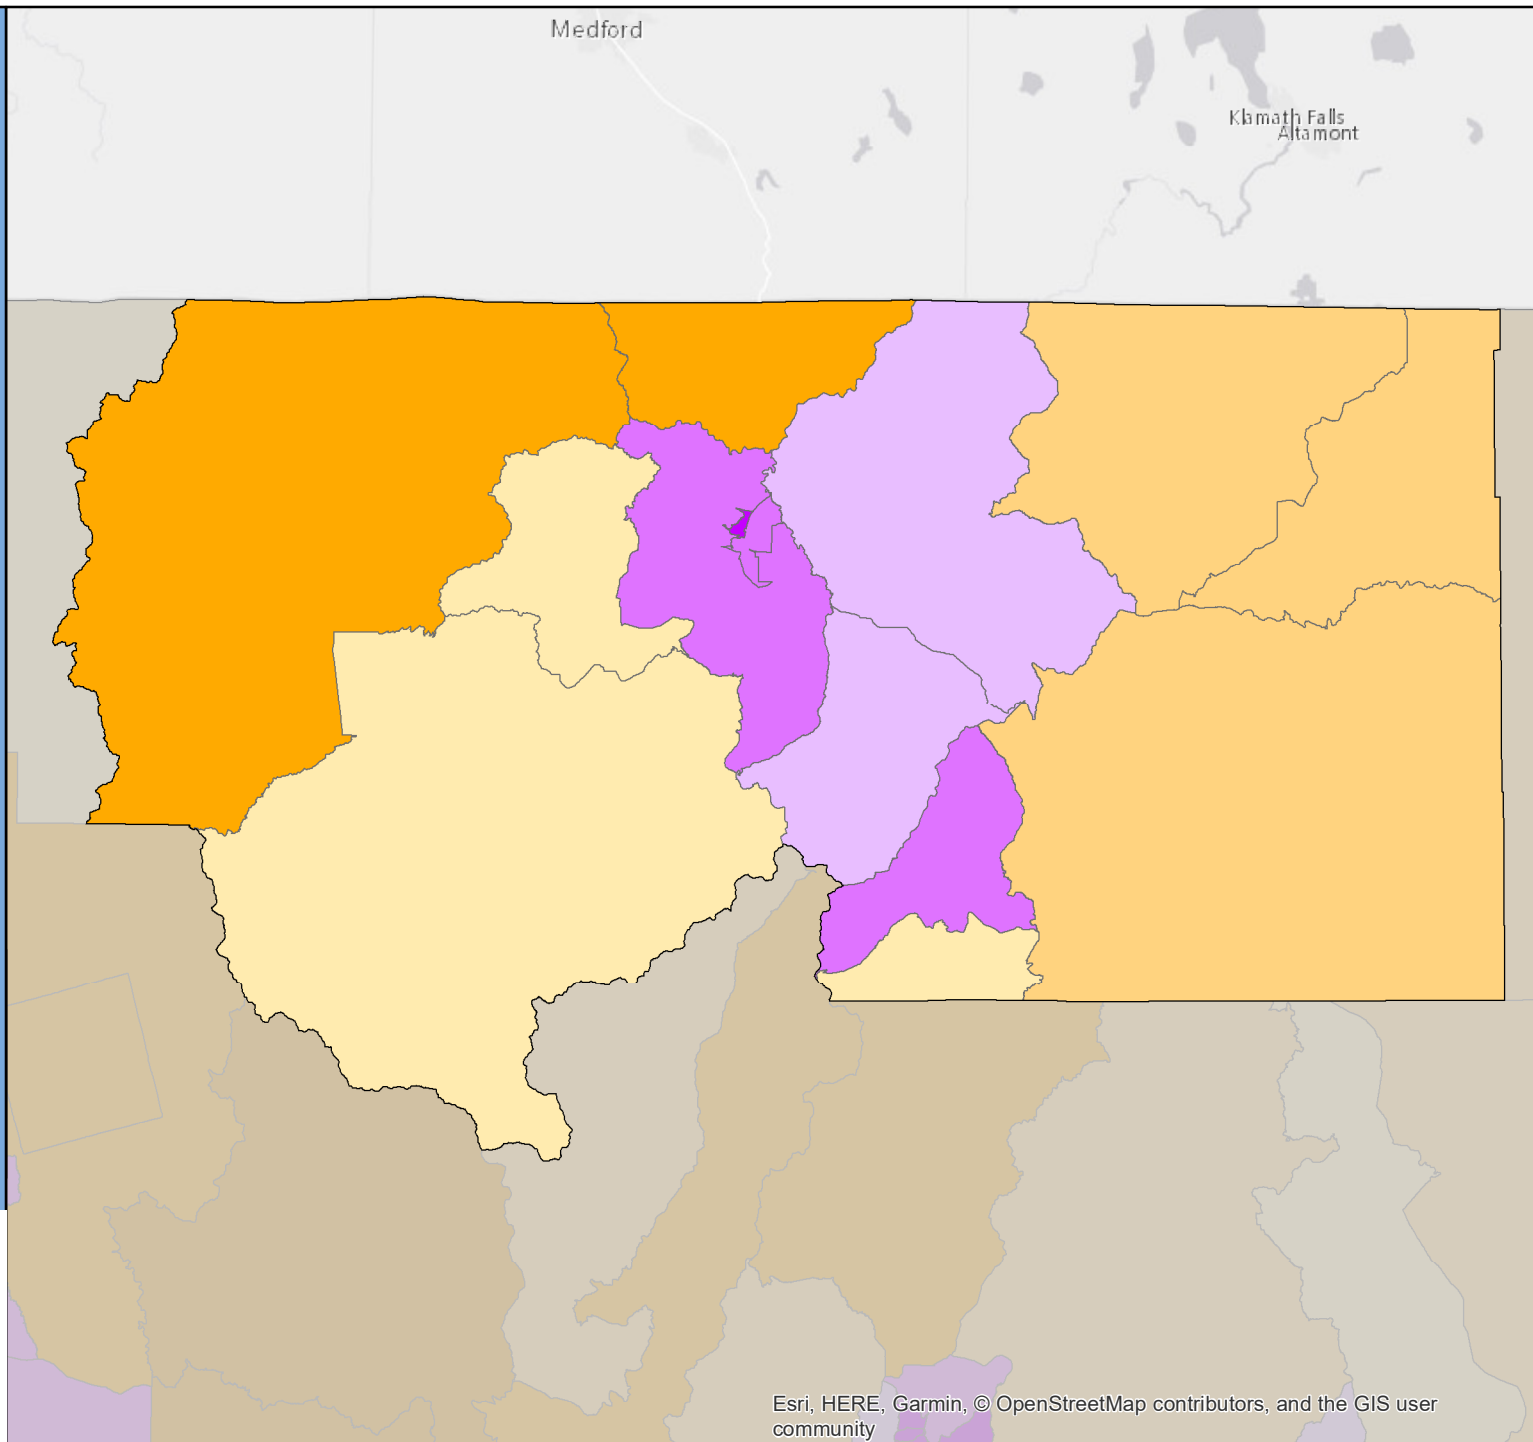 Medford
Klamath Falls
Altamont
Esri, HERE, Garmin, © OpenStreetMap contributors, and the GIS user
community